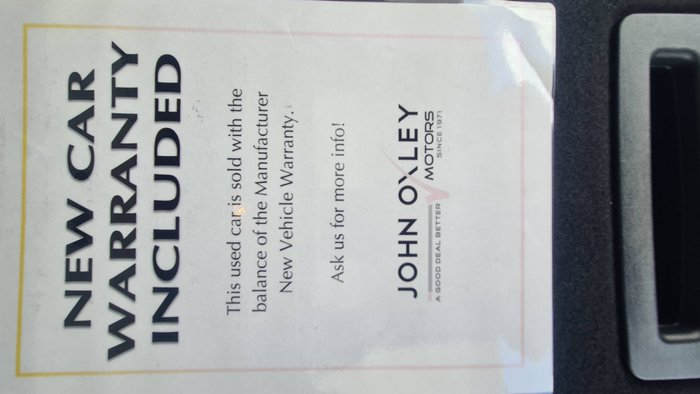 NEW CAR
WARRANTY
INCLUDED
This used car is sold with the
balance of the Manufacturer
New Vehicle Warranty.
Ask us for more info!
JOHN OXLEY
A GOOD DEAL BETTER MOTORS
SINCE 1971